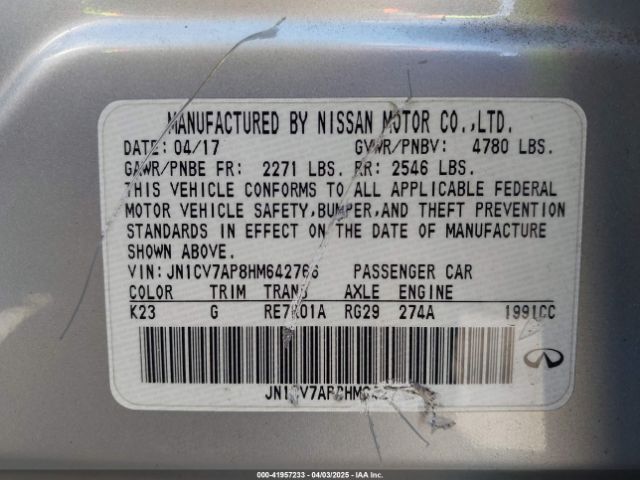 MANUFACTURED BY NISSAN MOTOR CO.,LTD.
DATE: 04/17 GVWR/PNBV: 4780 LBS.
GAWR/PNBE FR: 2271 LBS. RR: 2546 LBS.
THIS VEHICLE CONFORMS TO ALL APPLICABLE FEDERAL
MOTOR VEHICLE SAFETY,BUMPER,AND THEFT PREVENTION
STANDARDS IN EFFECT ON THE DATE OF MANUFACTURE
SHOWN ABOVE.
VIN: JN1CV7AP8HM642766 PASSENGER CAR
COLOR TRIM TRANS AXLE ENGINE
K23 G RE7R01A RG29 274A 1991CC
000-41957233 - 04/03/2025 - IAA Inc.